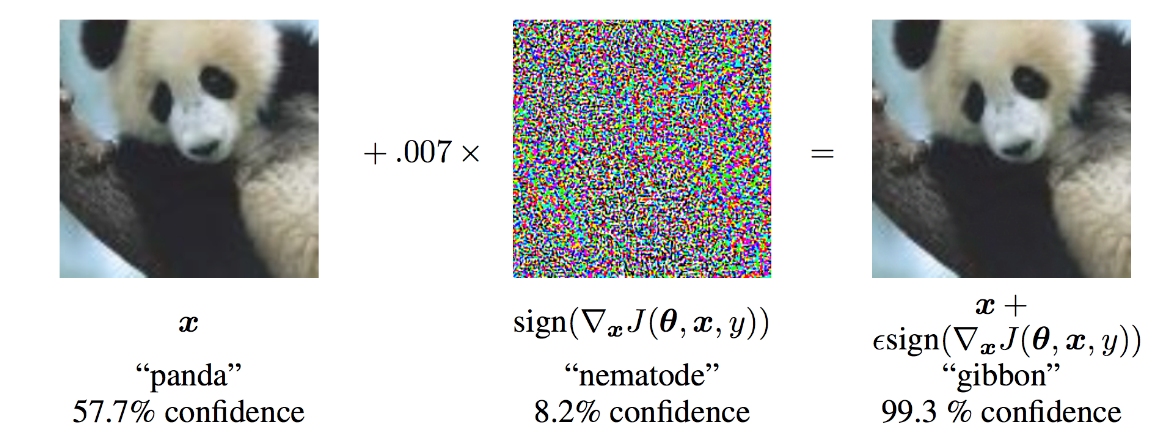 + .007 ×
=
x
sign(∇ₓJ(θ, x, y))
x +
ϵsign(∇ₓJ(θ, x, y))
“panda”
“nematode”
“gibbon”
57.7% confidence
8.2% confidence
99.3 % confidence